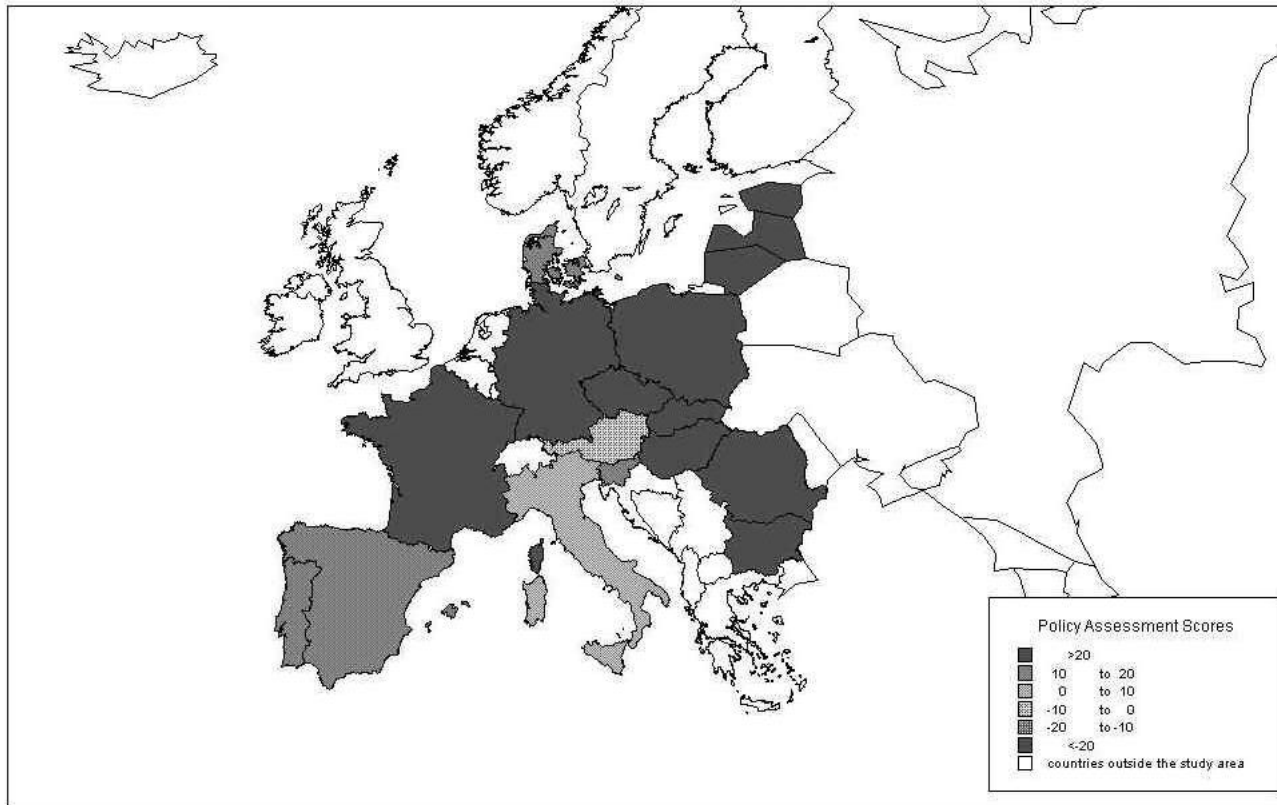 Policy Assessment Scores
>20
10 to 20
0 to 10
-10 to 0
-20 to -10
<-20
countries outside the study area